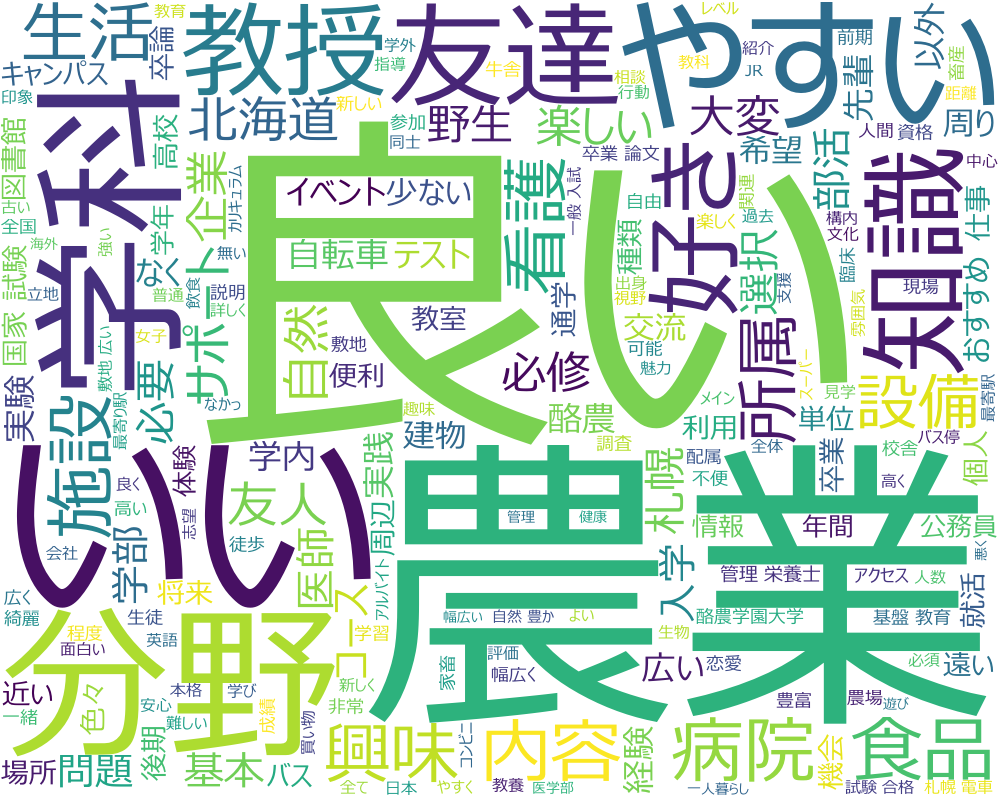 教育
生活
卒論
キャンパス
印象
教授
学外
指導
新しい
友達
牛舎
レベル
教科
相談
行動
紹介
JR
やすい
前期
先輩
以外
畜産
距離
学科
図書館
高校
北海道
参加
同士
野生
楽しい
大変
希望
周り
人間
資格
中心
占い
全国
国家 試験
海外
立地
学年
強い
普通
なく
企業
カリキュラム
無い
説明
詳しく
飲食
サポート
良い
イベント
少ない
自転車
テスト
看護
卒業 論文
一般 入試
種類
自由
好き
楽しく
選択
関連
過去
部活
構内
文化
臨床
知識
現場
仕事
おすすめ
雰囲気
出身
視野
支援
交流
可能
魅力
所属
スーパー
見学
通学
教室
自然
敷地
便利
必修
女子
敷地 広い
最寄り駅
なかっ
必要
実験
施設
設備
メイン
単位
バス停
最寄駅
校舎
個人
利用
配属
全体
不便
卒業
高く
酪農
建物
趣味
調査
札幌
情報
年間
公務員
悪く
いい
農業
学内
体験
良く
高い
志望
友人
徒歩
医師
周辺
実践
管理
健康
会社
学部
将来
コース
アルバイト
入学
管理 栄養士
アクセス
人数
酪農学園大学
基盤 教育
就活
広く
綺麗
程度
面白い
生徒
英語
分野
学習
新しく
幅広い
自然 豊か
よい
生物
広い
恋愛
必須
遠い
家畜
評価
幅広く
豊富
農場
遊び
近い
一緒
色々
安心
難しい
本格
学び
成績
買い物
非常
興味
コンビニ
内容
経験
病院
機会
食品
場所
問題
後期
基本
バス
全て
日本
やすく
教養
医学部
一人暮らし
試験 合格
札幌 電車